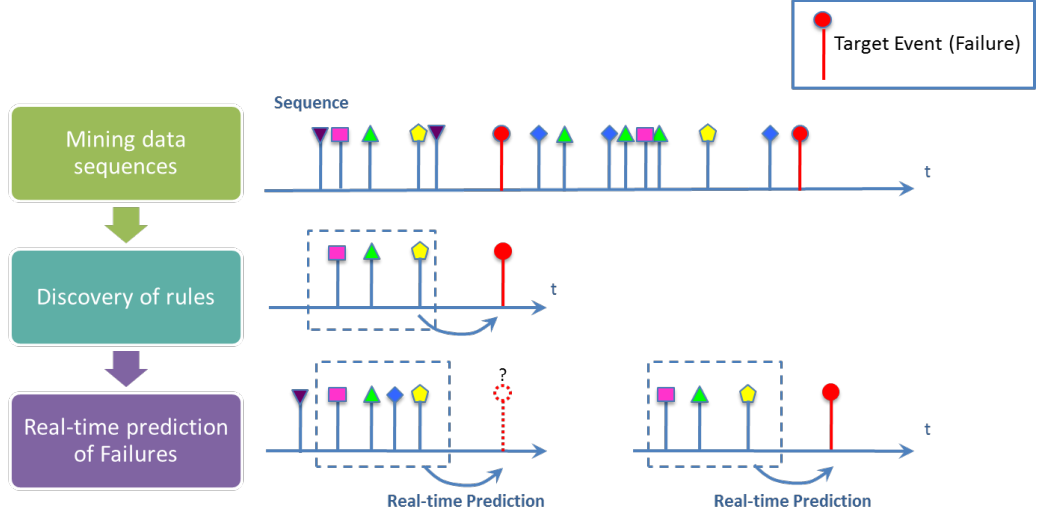 Target Event (Failure)
Sequence
Mining data
sequences
t
Discovery of rules
t
?
Real-time prediction
of Failures
t
Real-time Prediction
Real-time Prediction